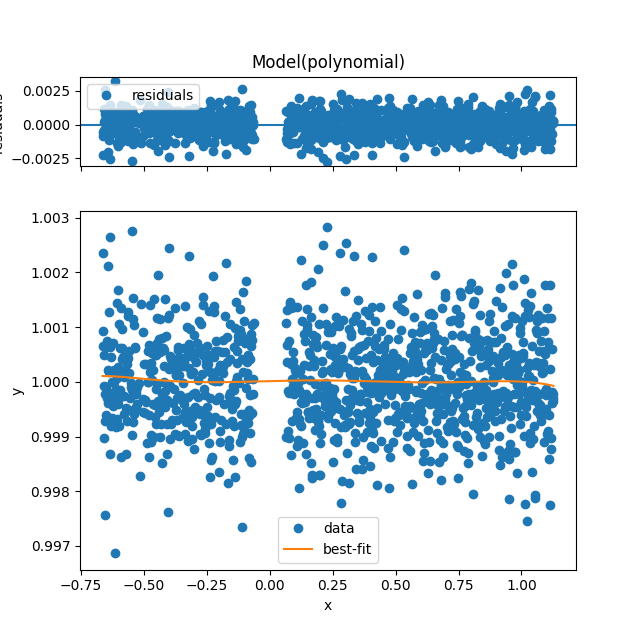 Model(polynomial)
0.0025
0.0000
−0.0025
residuals
residuals
1.003
1.002
1.001
1.000
0.999
0.998
0.997
y
data
best-fit
−0.75 −0.50 −0.25 0.00 0.25 0.50 0.75 1.00
x